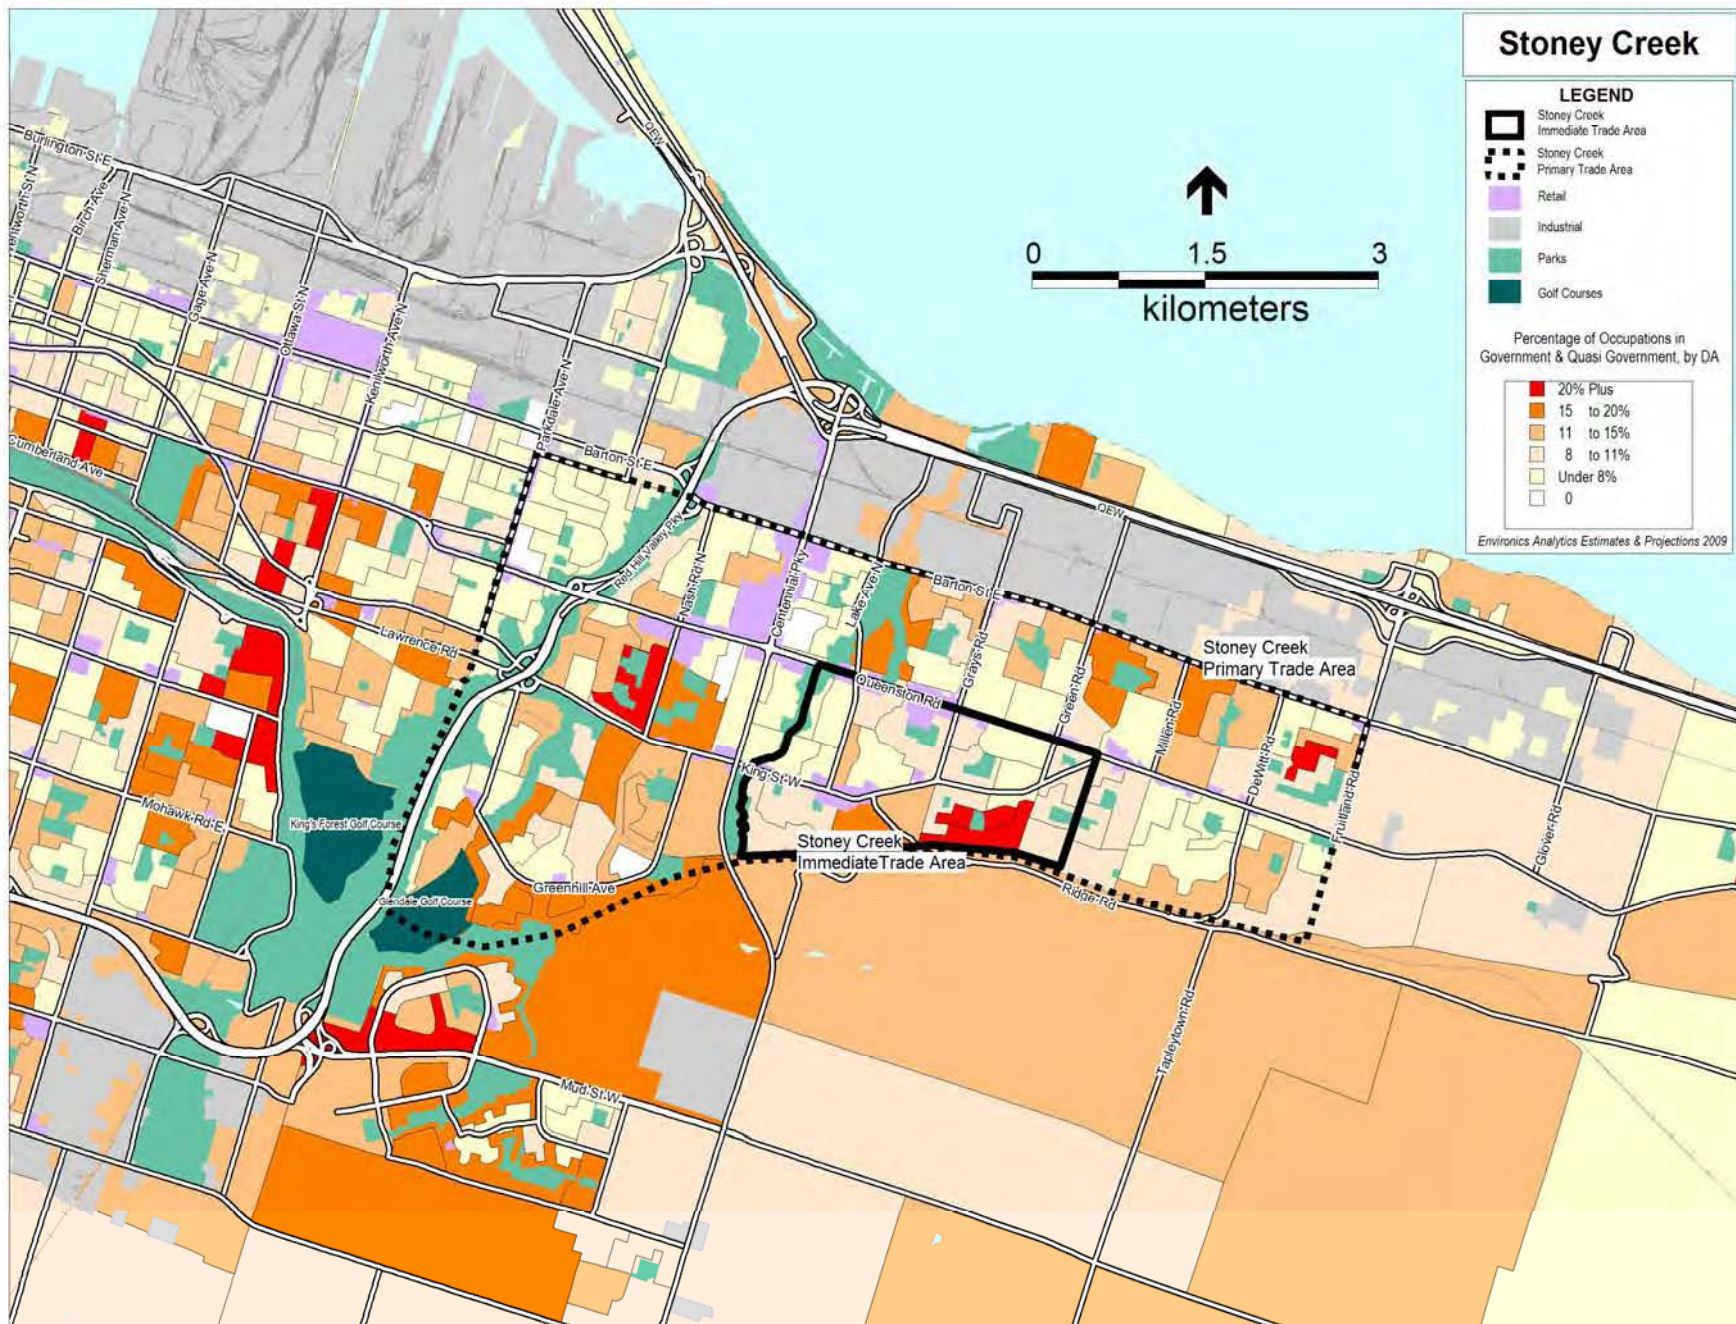 Stoney Creek
LEGEND
Stoney Creek
Immediate Trade Area
Stoney Creek
Primary Trade Area
Retail
Industrial
Parks
Golf Courses
Percentage of Occupations in
Government & Quasi Government, by DA
20% Plus
15 to 20%
11 to 15%
8 to 11%
Under 8%
0
Environics Analytics Estimates & Projections 2009
0 1.5 3
kilometers
QEW
Burlington St E
Birch Ave
Sherman Ave N
Gage Ave N
Ottawa St N
Kenilworth Ave N
Parkdale Ave N
Cumberland Ave
Barton St E
Red Hill Valley Pky
Nash Rd N
Centennial Pky
Lake Ave N
Barton St E
QEW
Lawrence Rd
Grays Rd
Green Rd
Millen Rd
DeWitt Rd
Fruitland Rd
Glover Rd
Stoney Creek
Primary Trade Area
Queenston Rd
King St W
Mohawk Rd E
King's Forest Golf Course
Glendale Golf Course
Greenhill Ave
Stoney Creek
Immediate Trade Area
Ridge Rd
Tapleytown Rd
Mud St W